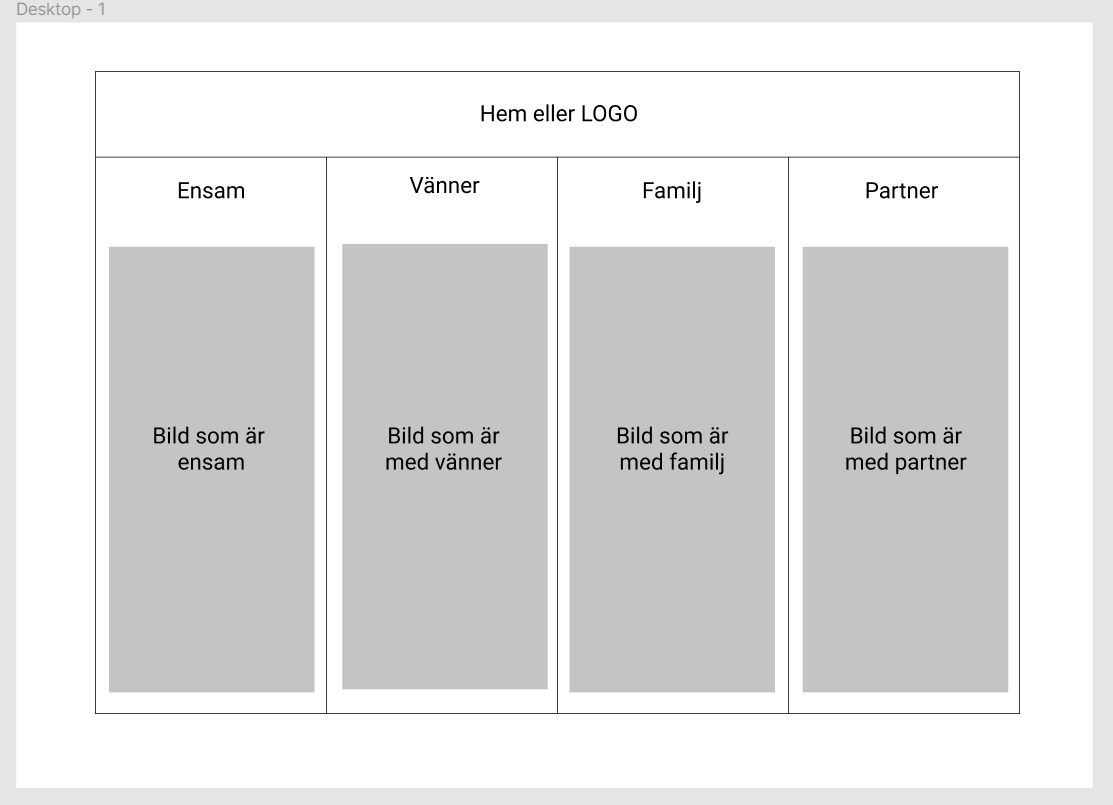 Desktop - 1
Hem eller LOGO
Ensam
Vänner
Familj
Partner
Bild som är
ensam
Bild som är
med vänner
Bild som är
med familj
Bild som är
med partner